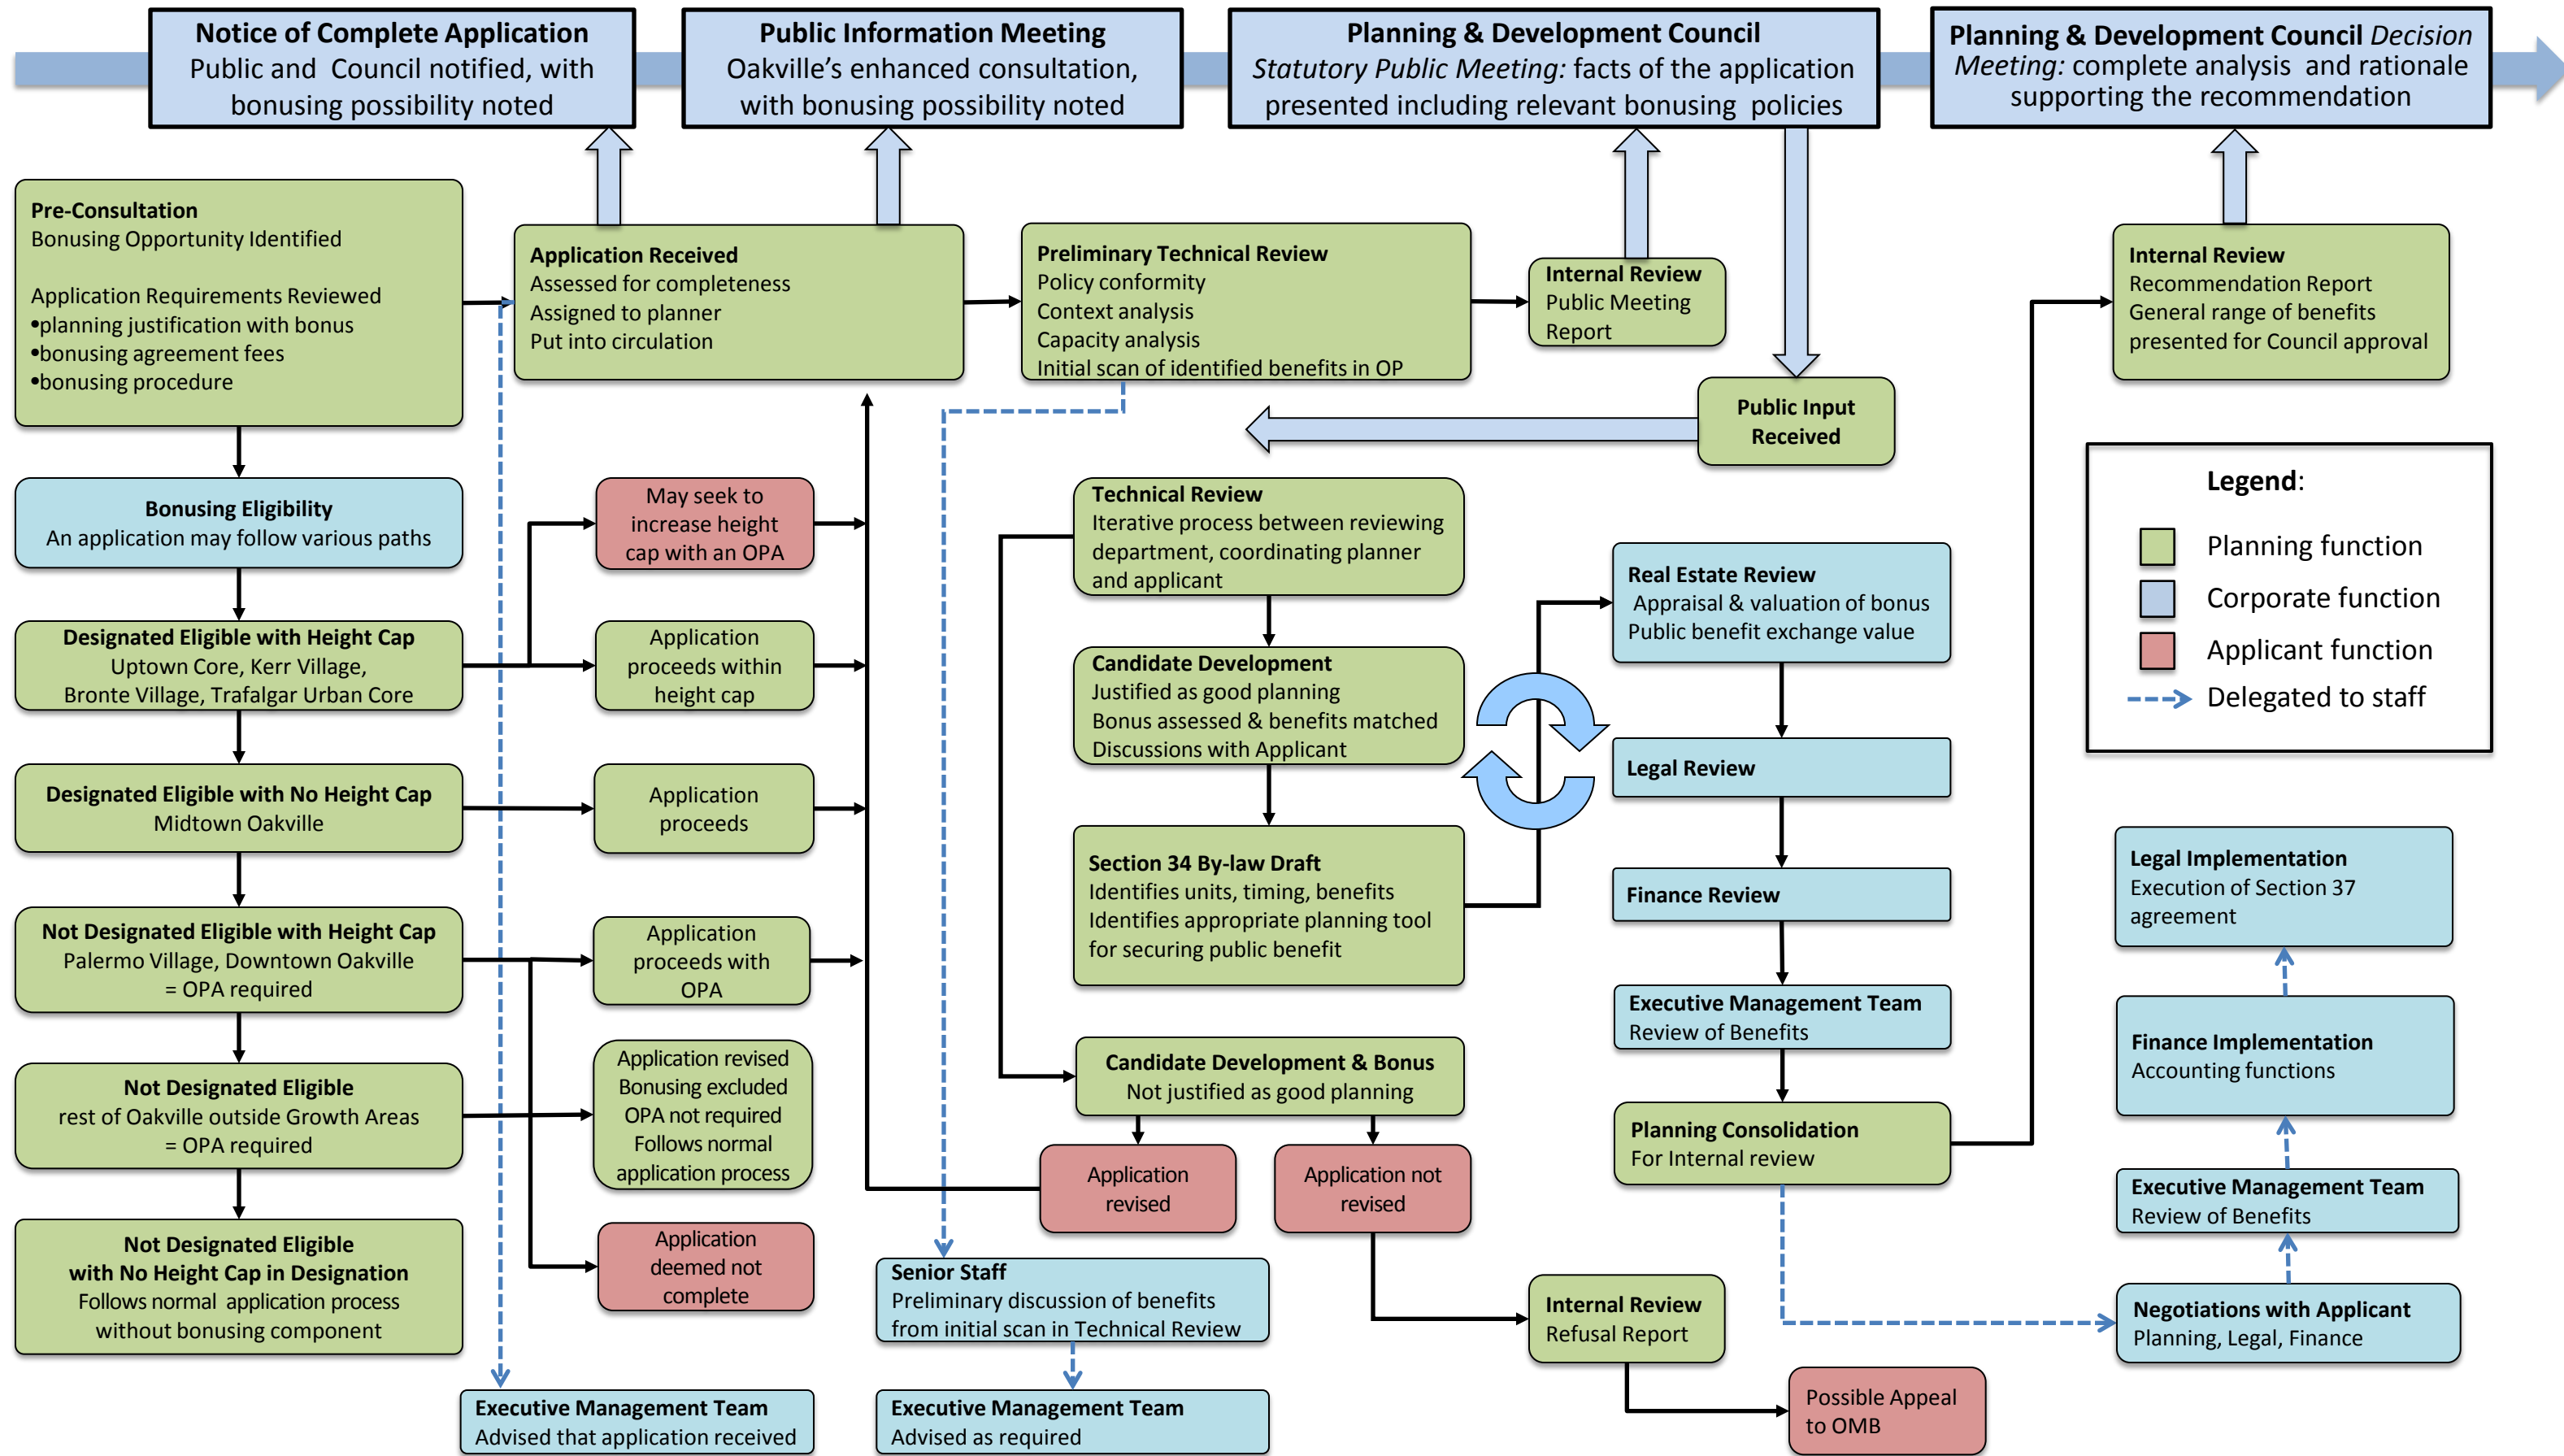 Notice of Complete Application
Public and Council notified, with
bonusing possibility noted
Public Information Meeting
Oakville’s enhanced consultation,
with bonusing possibility noted
Planning & Development Council
Statutory Public Meeting: facts of the application
presented including relevant bonusing policies
Planning & Development Council Decision
Meeting: complete analysis and rationale
supporting the recommendation
Pre-Consultation
Bonusing Opportunity Identified
Application Requirements Reviewed
•planning justification with bonus
•bonusing agreement fees
•bonusing procedure
Application Received
Assessed for completeness
Assigned to planner
Put into circulation
Preliminary Technical Review
Policy conformity
Context analysis
Capacity analysis
Initial scan of identified benefits in OP
Internal Review
Public Meeting
Report
Internal Review
Recommendation Report
General range of benefits
presented for Council approval
Public Input
Received
Bonusing Eligibility
An application may follow various paths
Designated Eligible with Height Cap
Uptown Core, Kerr Village,
Bronte Village, Trafalgar Urban Core
Designated Eligible with No Height Cap
Midtown Oakville
Not Designated Eligible with Height Cap
Palermo Village, Downtown Oakville
= OPA required
Not Designated Eligible
rest of Oakville outside Growth Areas
= OPA required
Not Designated Eligible
with No Height Cap in Designation
Follows normal application process
without bonusing component
May seek to
increase height
cap with an OPA
Application
proceeds within
height cap
Application
proceeds
Application
proceeds with
OPA
Application revised
Bonusing excluded
OPA not required
Follows normal
application process
Application
deemed not
complete
Executive Management Team
Advised that application received
Technical Review
Iterative process between reviewing
department, coordinating planner
and applicant
Candidate Development
Justified as good planning
Bonus assessed & benefits matched
Discussions with Applicant
Section 34 By-law Draft
Identifies units, timing, benefits
Identifies appropriate planning tool
for securing public benefit
Candidate Development & Bonus
Not justified as good planning
Application
revised
Application not
revised
Senior Staff
Preliminary discussion of benefits
from initial scan in Technical Review
Executive Management Team
Advised as required
Real Estate Review
Appraisal & valuation of bonus
Public benefit exchange value
Legal Review
Finance Review
Executive Management Team
Review of Benefits
Planning Consolidation
For Internal review
Internal Review
Refusal Report
Possible Appeal
to OMB
Legend:
Planning function
Corporate function
Applicant function
Delegated to staff
Legal Implementation
Execution of Section 37
agreement
Finance Implementation
Accounting functions
Executive Management Team
Review of Benefits
Negotiations with Applicant
Planning, Legal, Finance